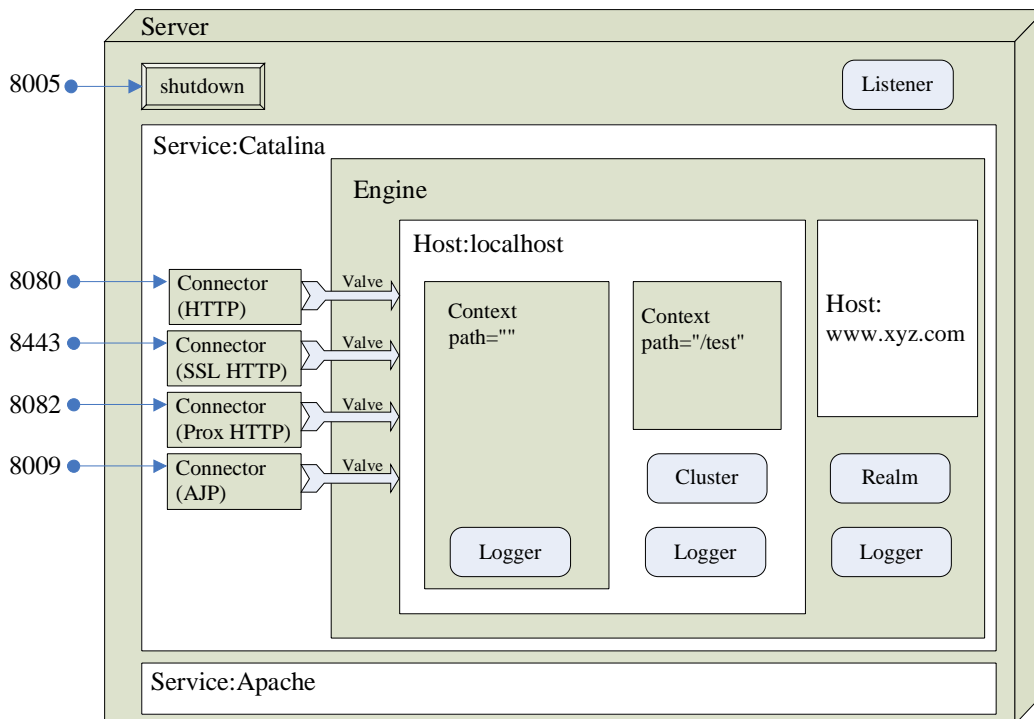 Server
8005
shutdown
Listener
Service:Catalina
Engine
Host:localhost
8080
Connector
(HTTP)
Valve
8443
Connector
(SSL HTTP)
Valve
8082
Connector
(Prox HTTP)
Valve
8009
Connector
(AJP)
Valve
Context
path=""
Logger
Context
path="/test"
Cluster
Logger
Host:
www.xyz.com
Realm
Logger
Service:Apache